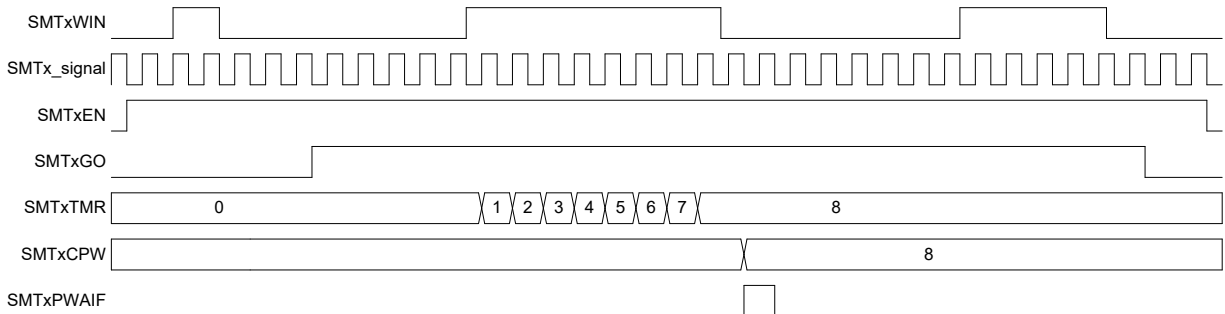 SMTxWIN
SMTx_signal
SMTxEN
SMTxGO
SMTxTMR 0 1 2 3 4 5 6 7 8
SMTxCPW 8
SMTxPWAIF